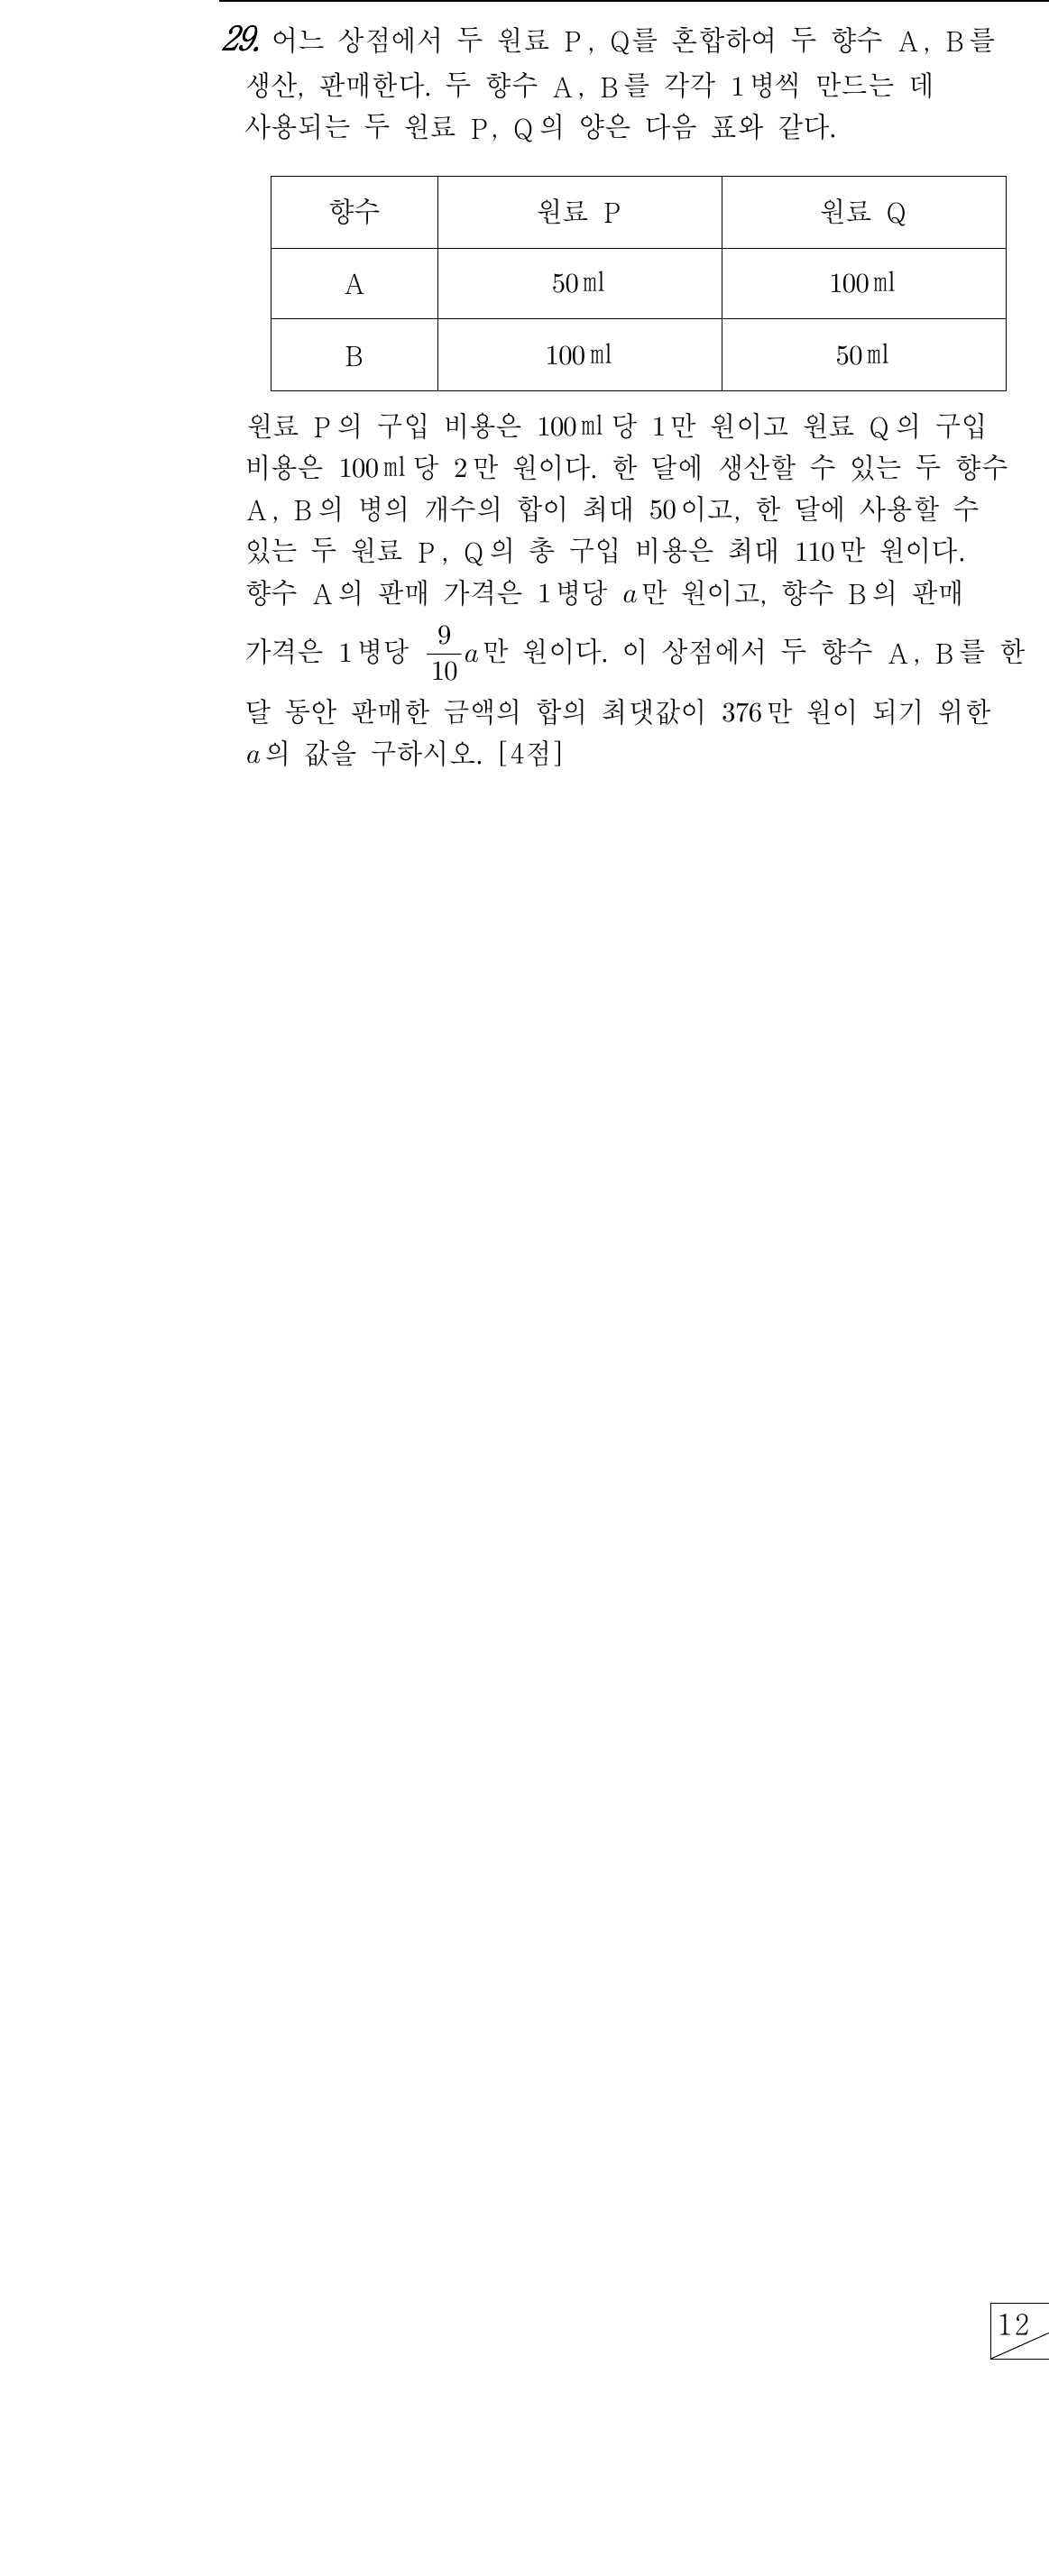 29. 어느 상점에서 두 원료 P, Q를 혼합하여 두 향수 A, B를
생산, 판매한다. 두 향수 A, B를 각각 1병씩 만드는 데
사용되는 두 원료 P, Q의 양은 다음 표와 같다.
향수 원료 P 원료 Q
A 50ml 100ml
B 100ml 50ml
원료 P의 구입 비용은 100ml당 1만 원이고 원료 Q의 구입
비용은 100ml당 2만 원이다. 한 달에 생산할 수 있는 두 향수
A, B의 병의 개수의 합이 최대 50이고, 한 달에 사용할 수
있는 두 원료 P, Q의 총 구입 비용은 최대 110만 원이다.
향수 A의 판매 가격은 1병당 a만 원이고, 향수 B의 판매
가격은 1병당 9/10 a만 원이다. 이 상점에서 두 향수 A, B를 한
달 동안 판매한 금액의 합의 최댓값이 376만 원이 되기 위한
a의 값을 구하시오. [4점]
12